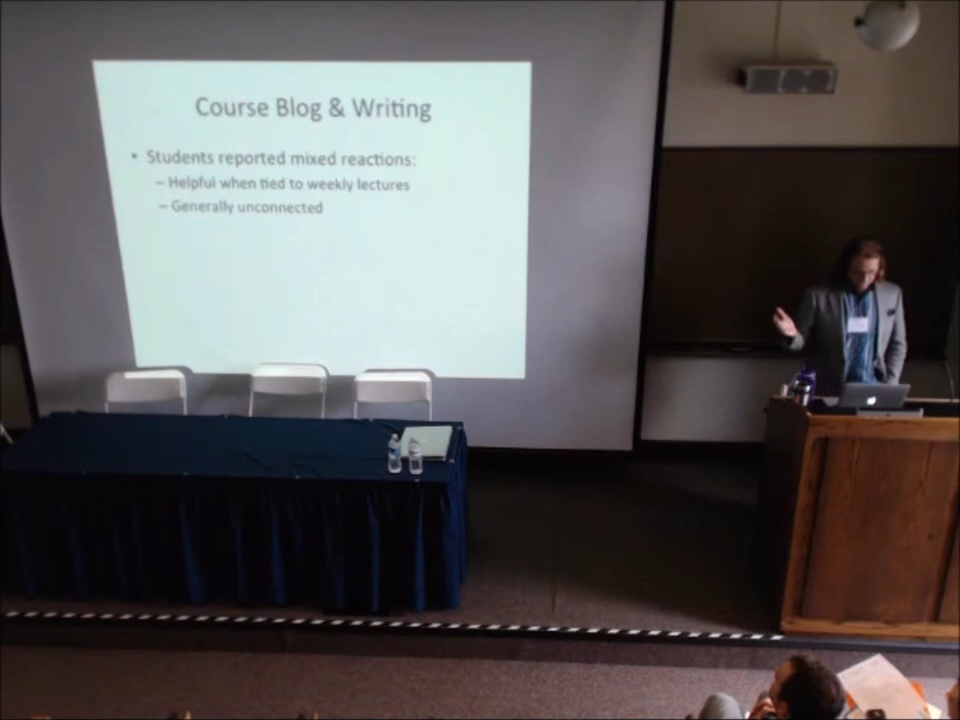 Course Blog & Writing
• Students reported mixed reactions:
– Helpful when tied to weekly lectures
– Generally unconnected